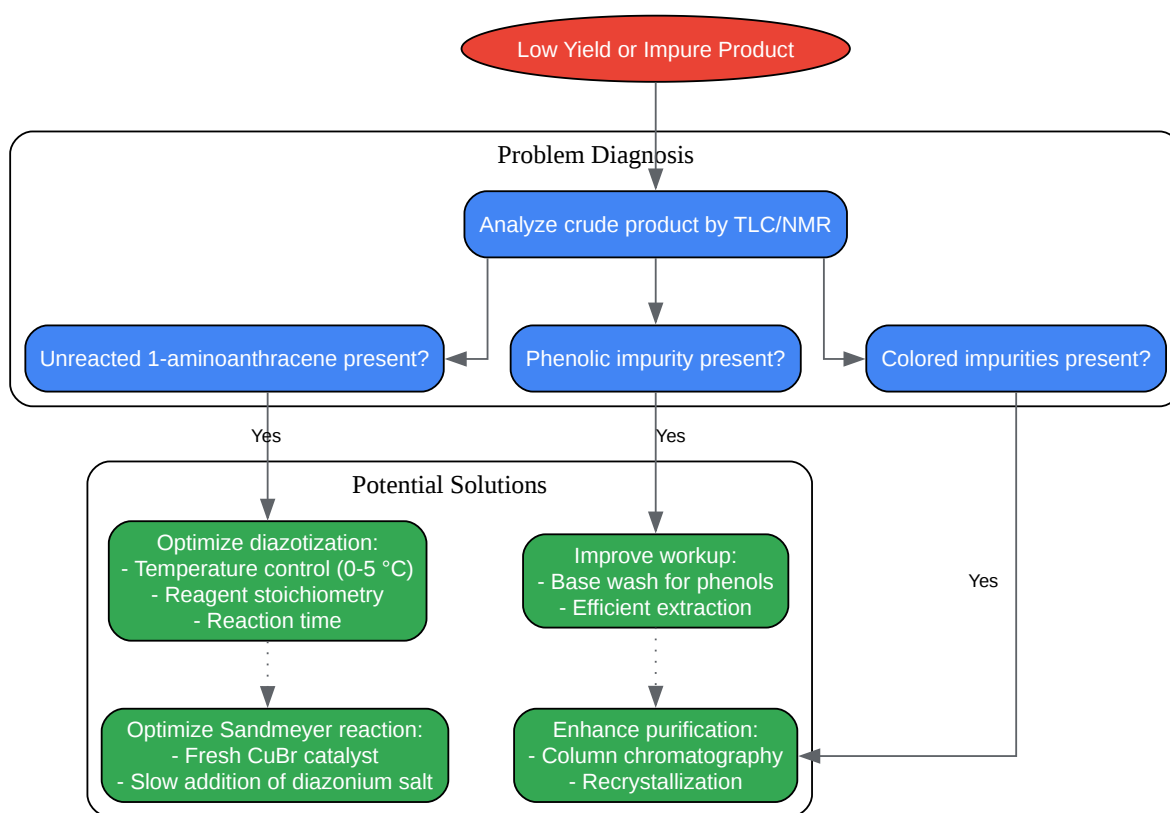 Low Yield or Impure Product
Problem Diagnosis
Analyze crude product by TLC/NMR
Unreacted 1-aminoanthracene present?
Phenolic impurity present?
Colored impurities present?
Yes
Yes
Yes
Potential Solutions
Optimize diazotization:
- Temperature control (0-5 °C)
- Reagent stoichiometry
- Reaction time
Improve workup:
- Base wash for phenols
- Efficient extraction
Optimize Sandmeyer reaction:
- Fresh CuBr catalyst
- Slow addition of diazonium salt
Enhance purification:
- Column chromatography
- Recrystallization